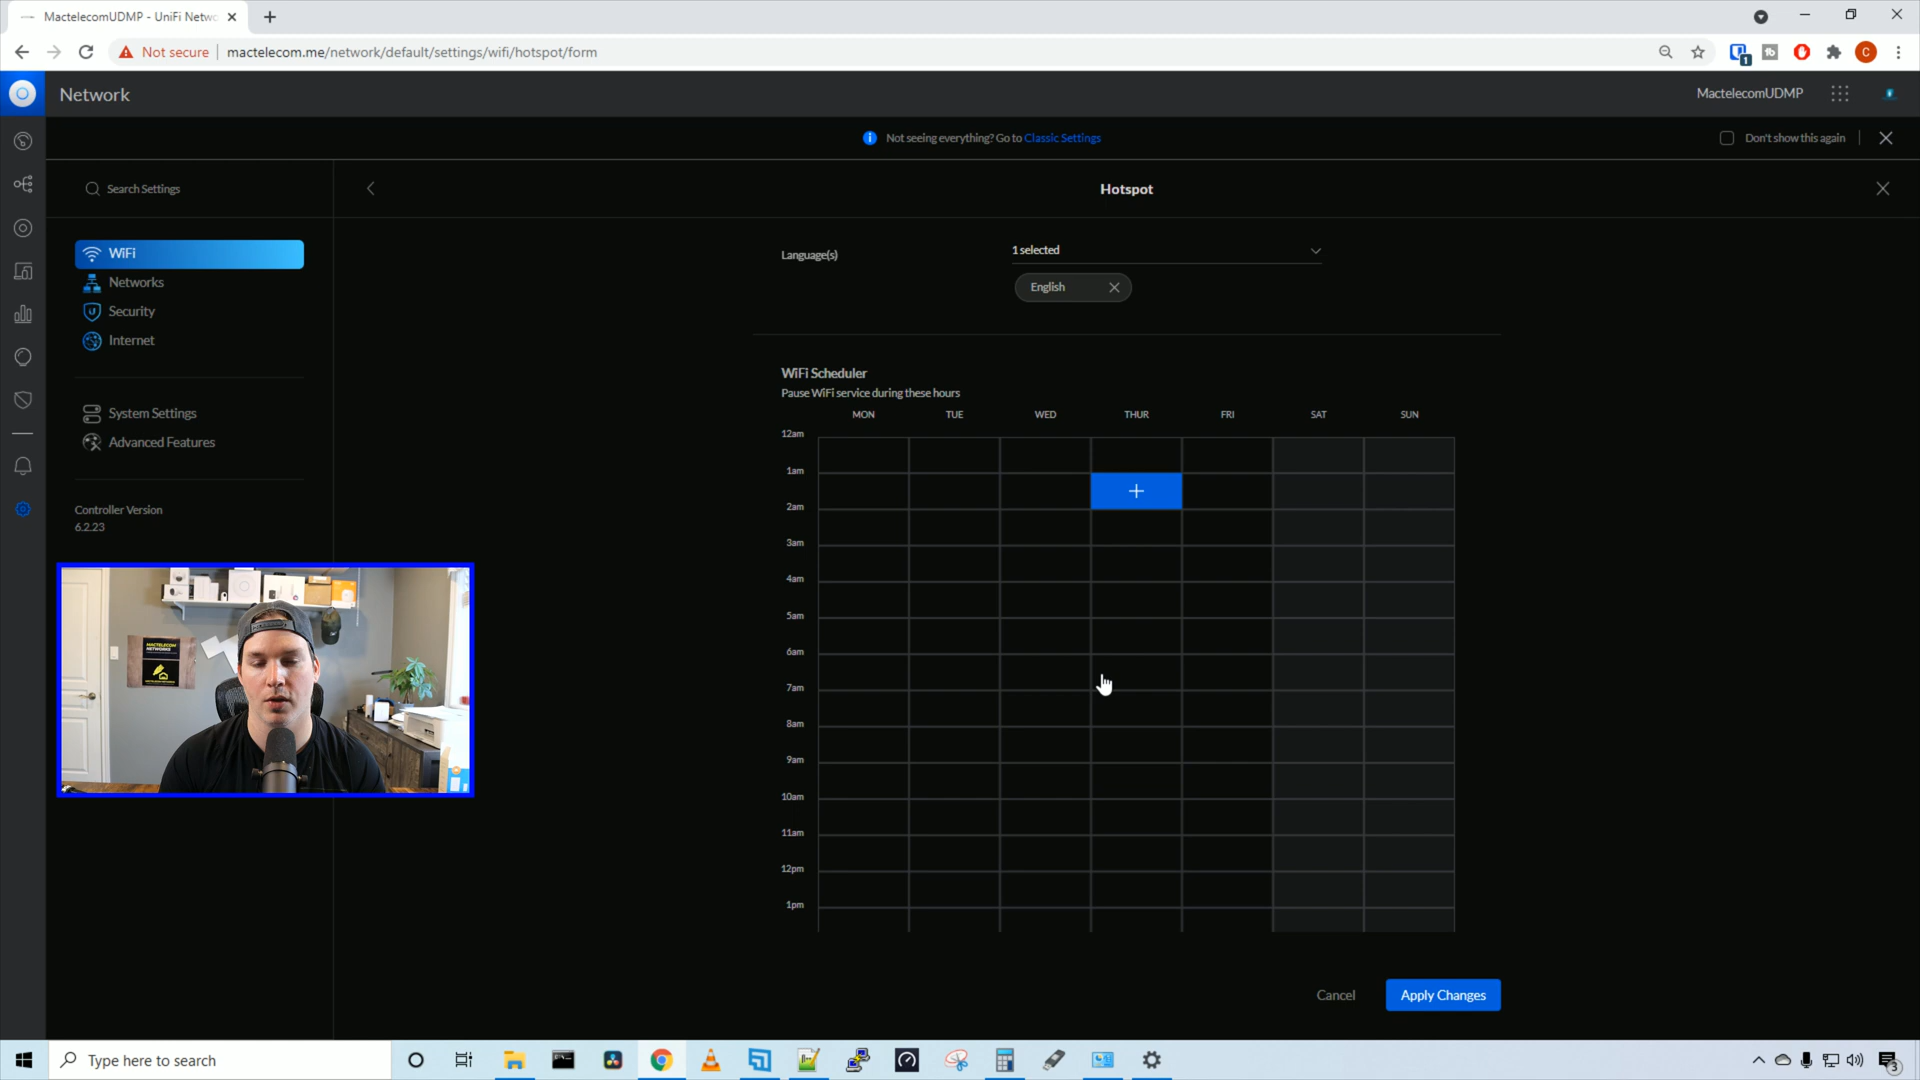 MactelecomUDMP - UniFi Netwo
Not secure
mactelecom.me/network/default/settings/wifi/hotspot/form
Network
MactelecomUDMP
Not seeing everything? Go to Classic Settings
Don't show this again
Search Settings
Hotspot
WiFi
Networks
Security
Internet
System Settings
Advanced Features
Controller Version
6.2.23
Language(s)
1 selected
English
WiFi Scheduler
Pause WiFi service during these hours
MON TUE WED THUR FRI SAT SUN
12am
1am
2am
3am
4am
5am
6am
7am
8am
9am
10am
11am
12pm
1pm
MACTELECOM
NETWORKS
Cancel
Apply Changes
Type here to search
3